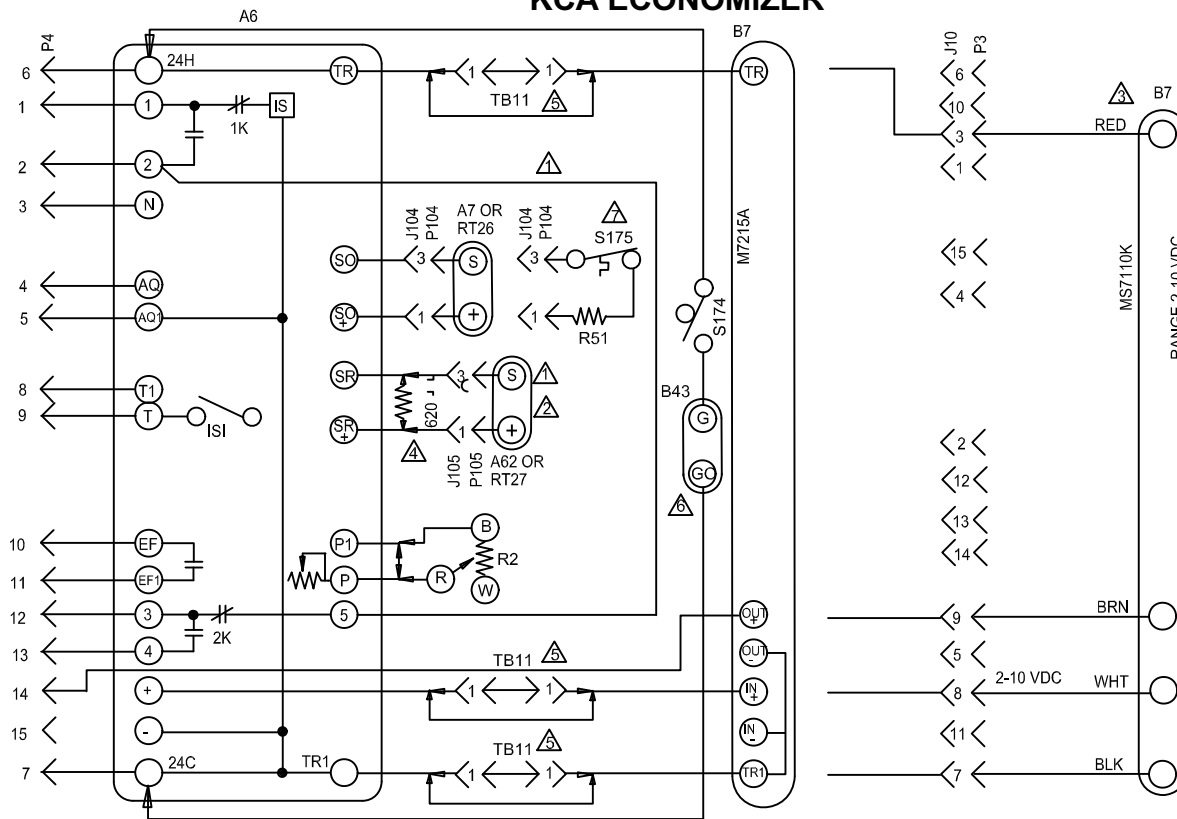 KCA ECONOMIZER
A6
P4
B7
J10
P3
6
24H
TR
1
1
TR
TB11
5
6
10
3
RED
3
B7
1
1
IS
1K
1
2
2
1
3
N
J104
P104
A7 OR
RT26
J104
P104
7
S175
M7215A
MS7110K
RANGE 2-10 VDC
SO
3
S
3
15
4
AQ
4
5
AQ1
SO
+
1
+
1
R51
S174
8
T1
SR
3
S
1
9
T
ISI
620
2
B43
G
SR
+
1
+
4
J105
P105
A62 OR
RT27
GO
6
2
12
13
14
10
EF
P1
B
R2
11
EF1
P
R
W
12
3
2K
5
OUT
+
9
BRN
13
4
TB11
5
OUT
-
5
14
+
1
1
IN
+
8
2-10 VDC
WHT
15
-
TB11
5
IN
-
11
7
24C
TR1
1
1
TR1
7
BLK